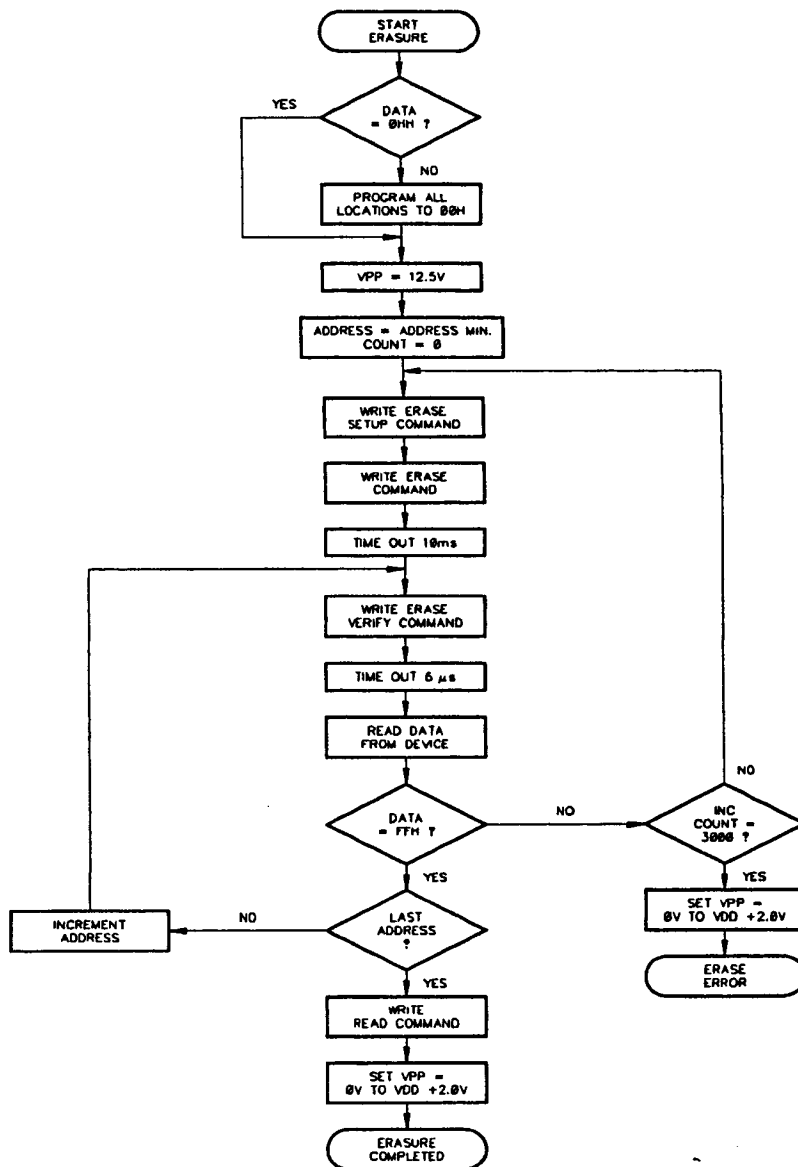 START
ERASURE
YES
DATA
= 0HH ?
NO
PROGRAM ALL
LOCATIONS TO 00H
VPP = 12.5V
ADDRESS = ADDRESS MIN.
COUNT = 0
WRITE ERASE
SETUP COMMAND
WRITE ERASE
COMMAND
TIME OUT 10ms
WRITE ERASE
VERIFY COMMAND
TIME OUT 6 µs
READ DATA
FROM DEVICE
NO
DATA
= FFH ?
NO
INC
COUNT =
3000 ?
YES
YES
INCREMENT
ADDRESS
NO
LAST
ADDRESS
?
SET VPP =
0V TO VDD +2.0V
YES
ERASE
ERROR
WRITE
READ COMMAND
SET VPP =
0V TO VDD +2.0V
ERASURE
COMPLETED